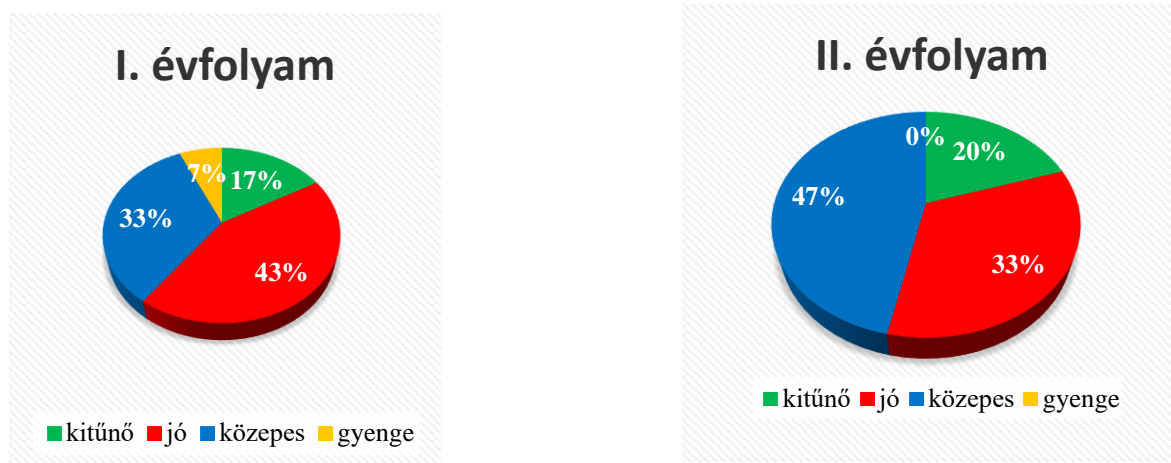 I. évfolyam
7%
17%
33%
43%
kitűnő jó közepes gyenge
II. évfolyam
0%
20%
47%
33%
kitűnő jó közepes gyenge